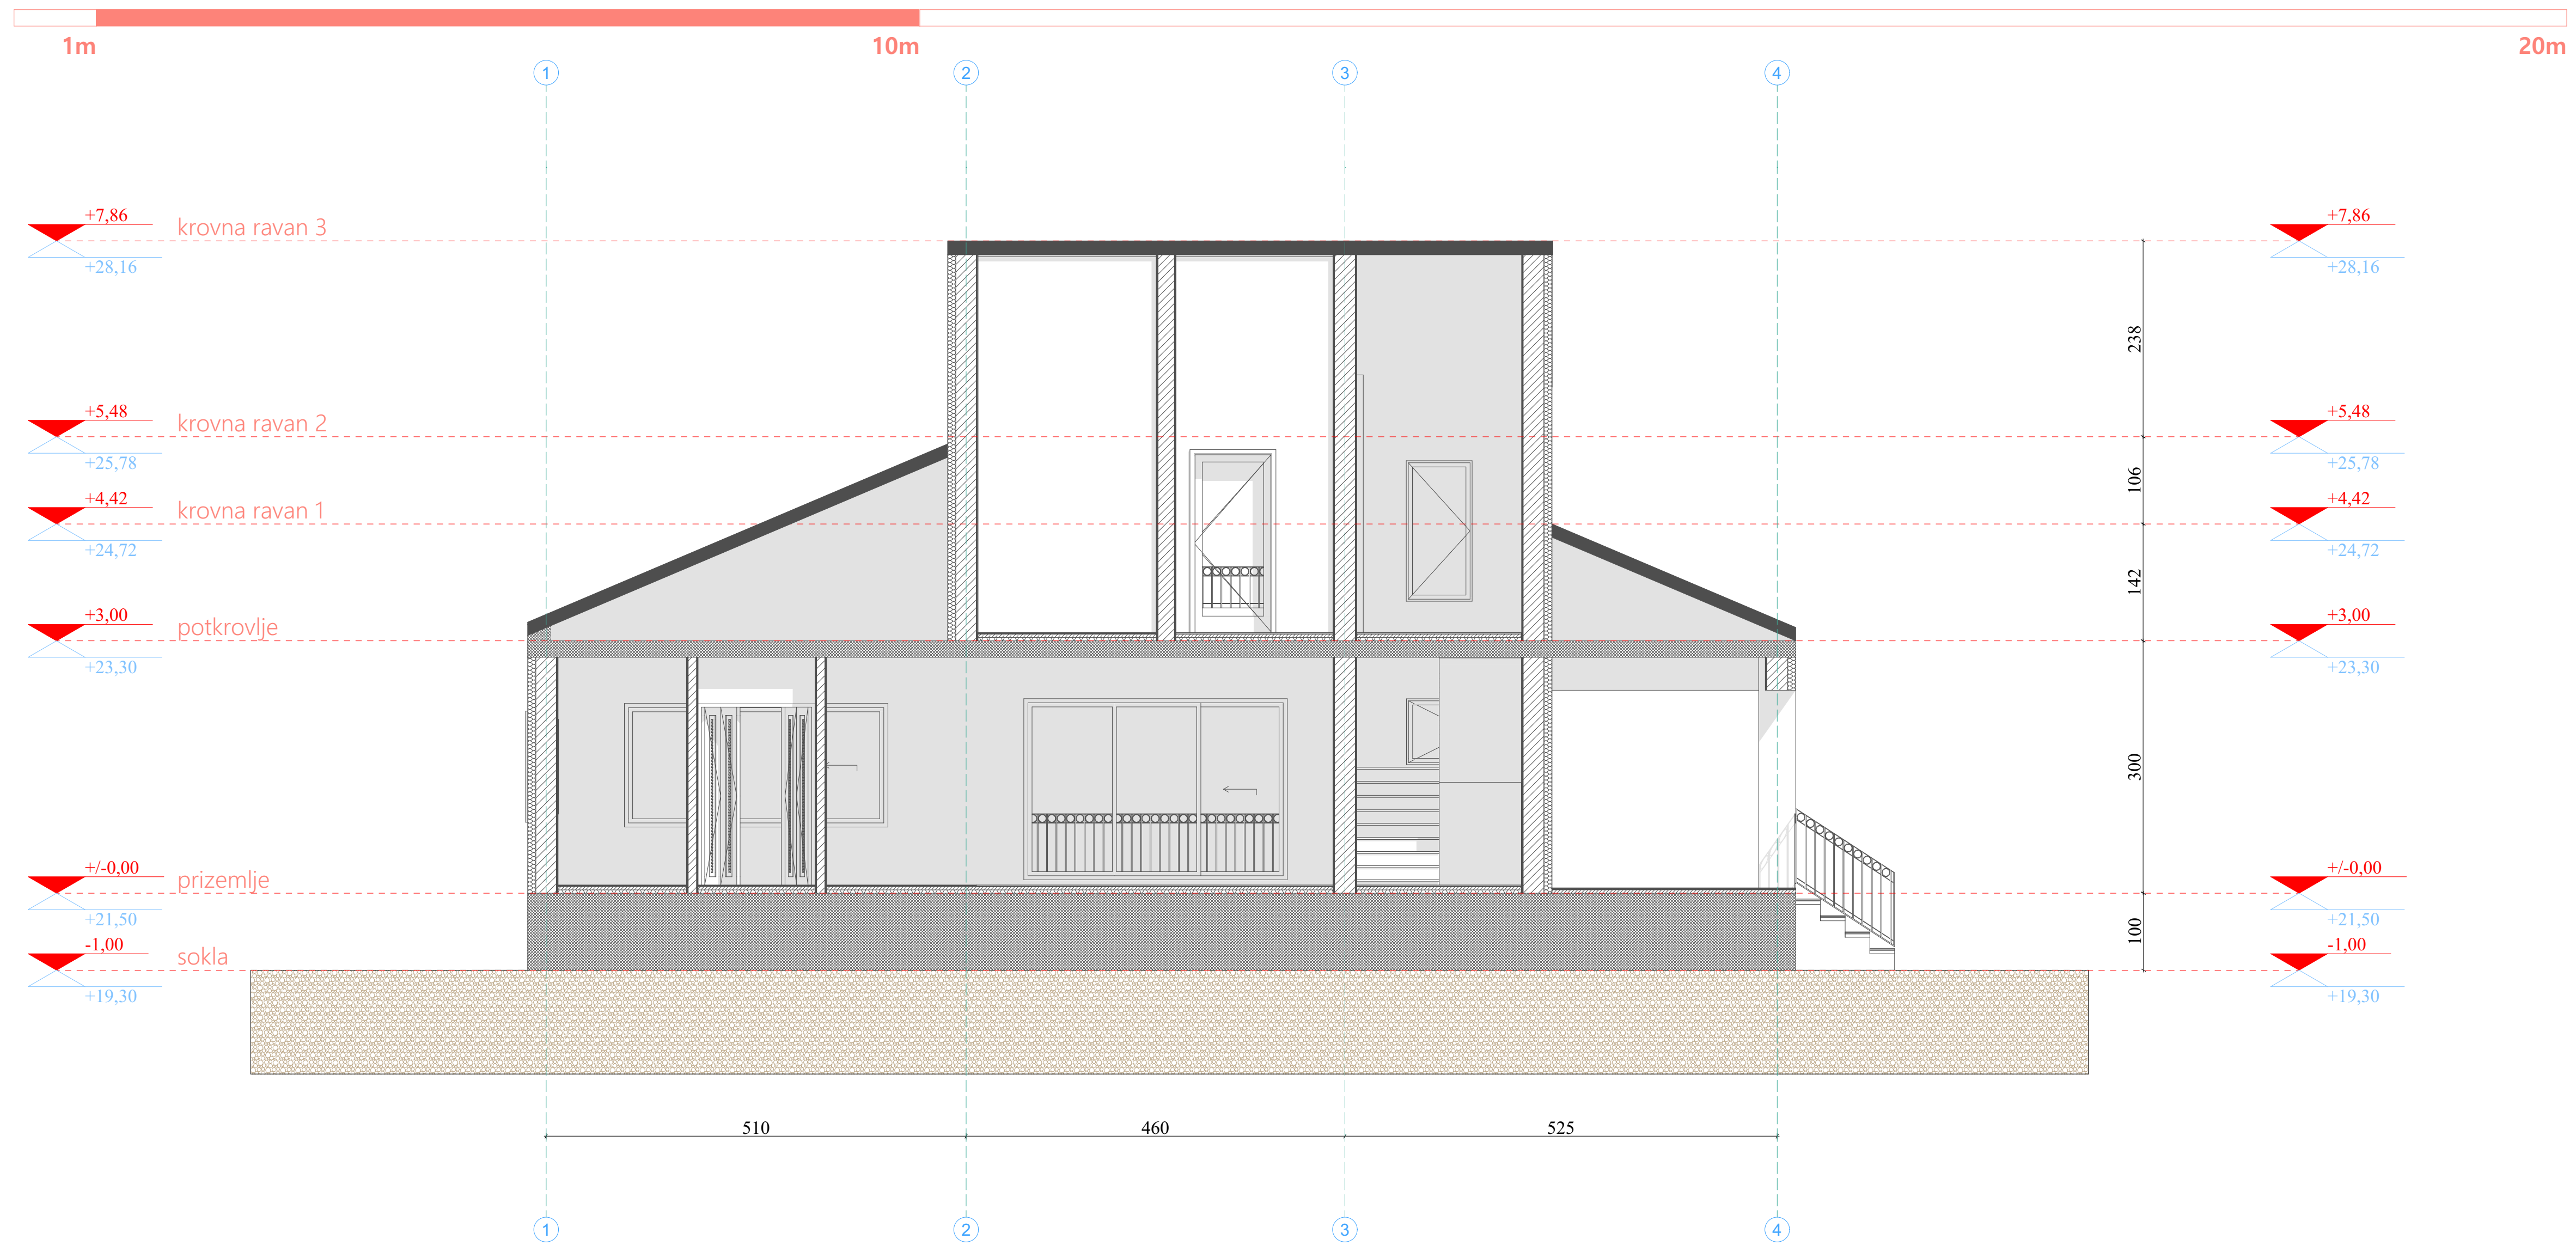 1m 10m 20m
1 2 3 4
+7,86 krovna ravan 3 +7,86
+28,16 +28,16
238
+5,48 krovna ravan 2 +5,48
+25,78 +25,78
106
+4,42 krovna ravan 1 +4,42
+24,72 +24,72
142
+3,00 potkrovlje +3,00
+23,30 +23,30
300
+/-0,00 prizemlje +/-0,00
+21,50 +21,50
100
-1,00 sokla -1,00
+19,30 +19,30
510 460 525
1 2 3 4